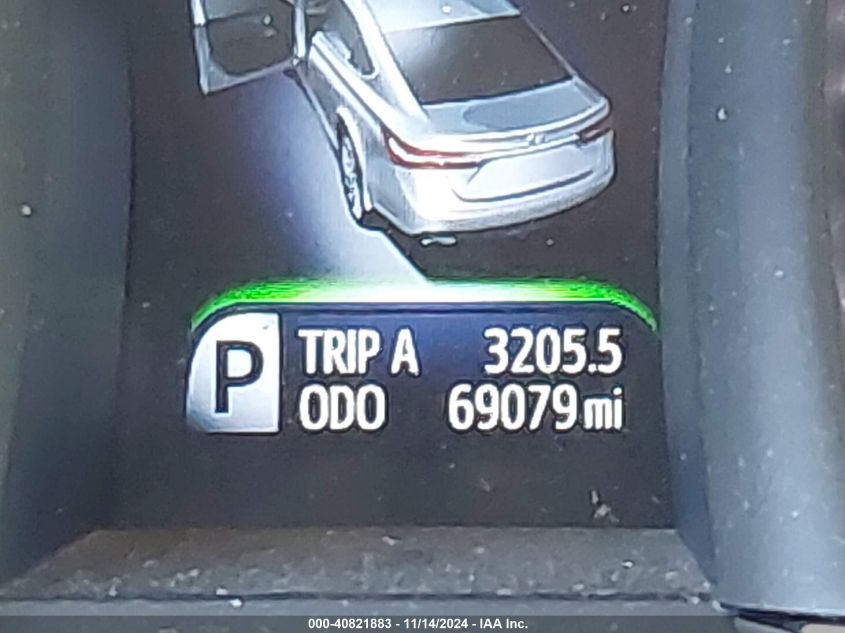 P
TRIP A 3205.5
ODO 69079 mi
000-40821883 - 11/14/2024 - IAA Inc.